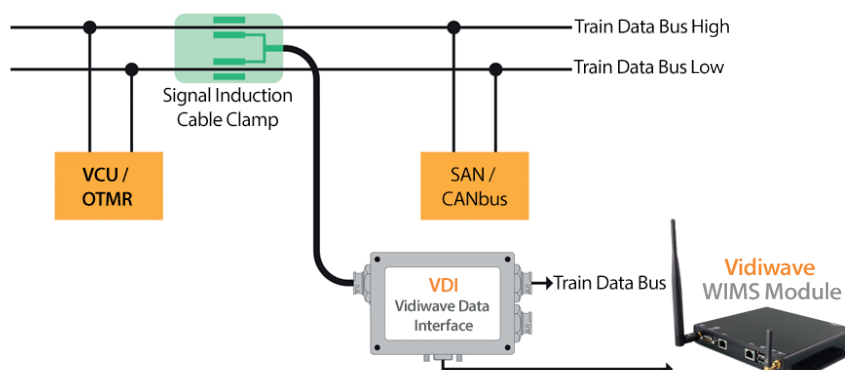 Train Data Bus High
Train Data Bus Low
Signal Induction
Cable Clamp
VCU /
OTMR
SAN /
CANbus
VDI
Vidiwave Data
Interface
Train Data Bus
Vidiwave
WIMS Module